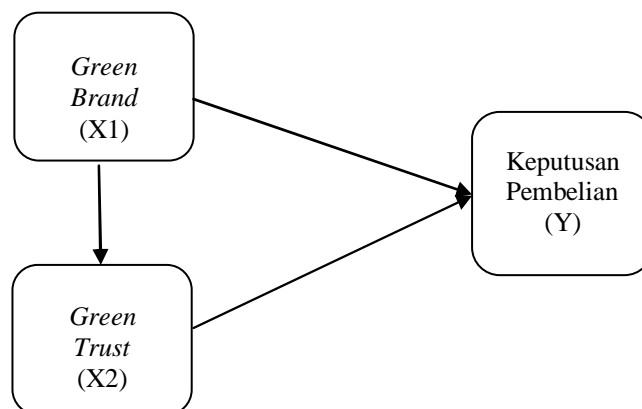 Green
Brand
(X1)
Keputusan
Pembelian
(Y)
Green
Trust
(X2)